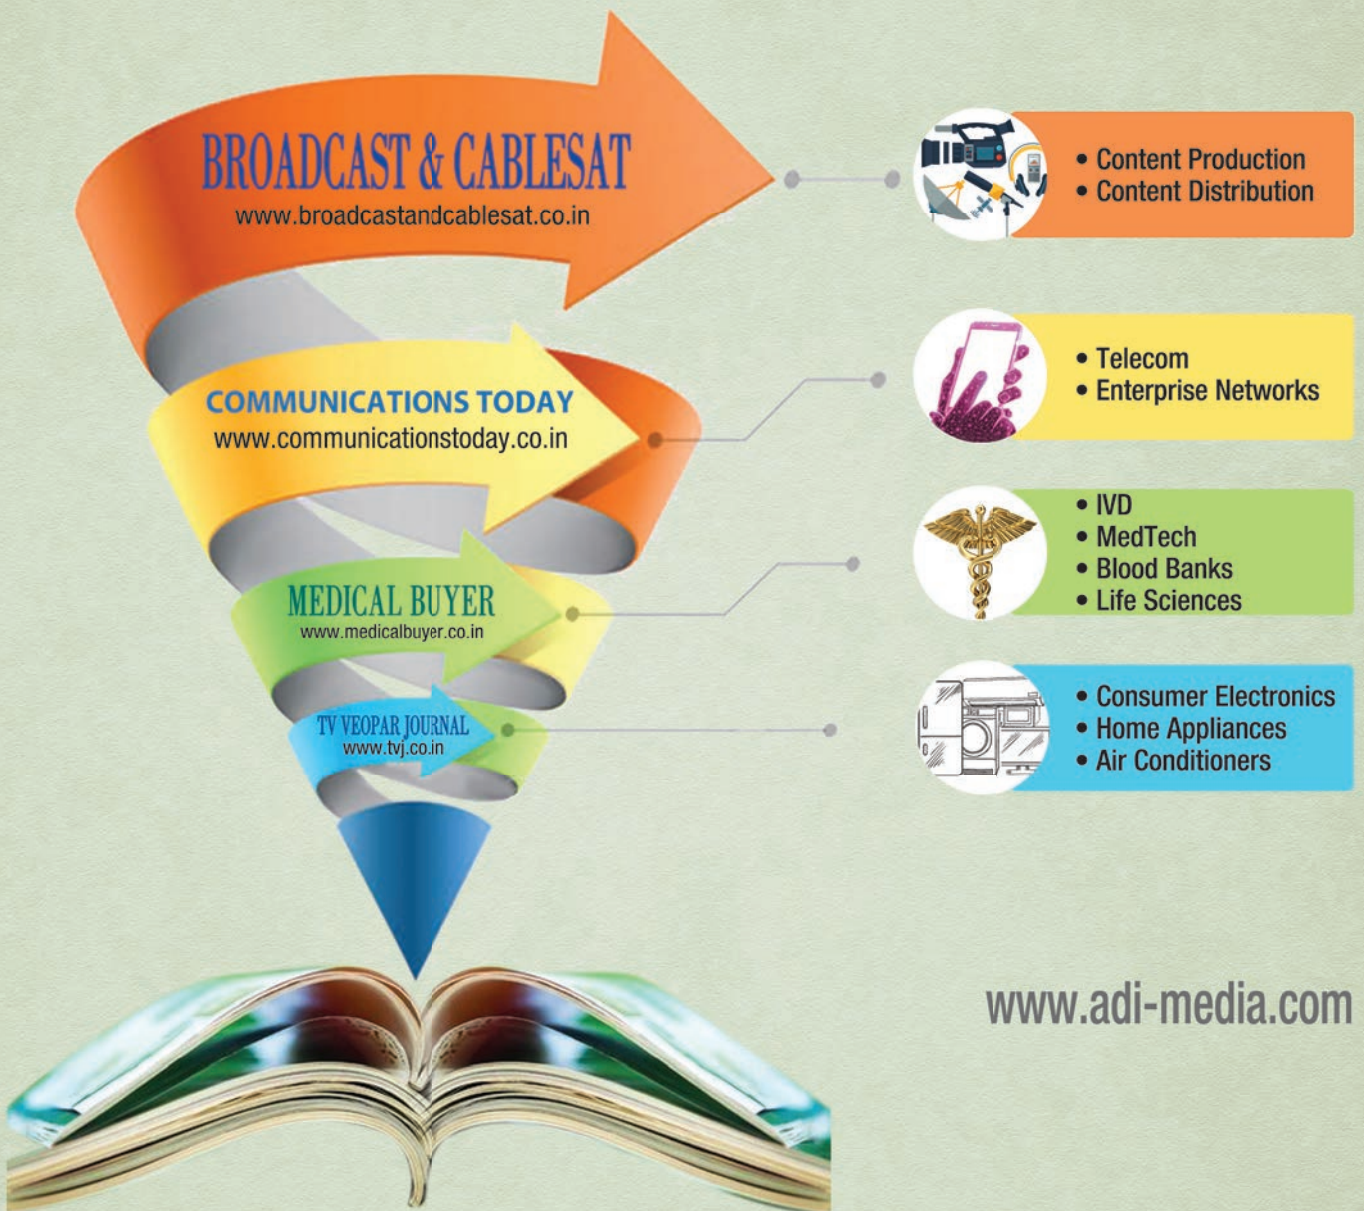 BROADCAST & CABLESAT
www.broadcastandcablesat.co.in
• Content Production
• Content Distribution
COMMUNICATIONS TODAY
www.communicationstoday.co.in
• Telecom
• Enterprise Networks
MEDICAL BUYER
www.medicalbuyer.co.in
• IVD
• MedTech
• Blood Banks
• Life Sciences
TV VEOPAR JOURNAL
www.tvj.co.in
• Consumer Electronics
• Home Appliances
• Air Conditioners
www.adi-media.com